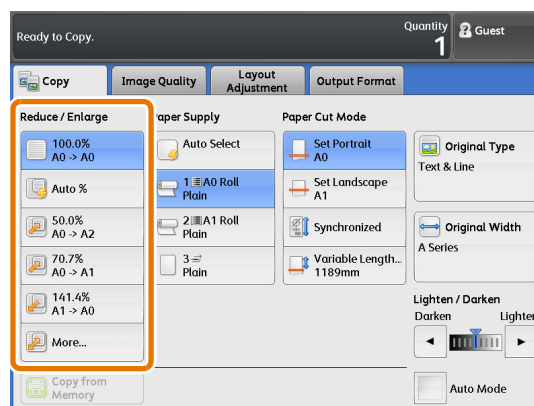 Ready to Copy.
Quantity
1
Guest
Copy
Image Quality
Layout
Adjustment
Output Format
Reduce / Enlarge
100.0%
A0 -> A0
Auto %
50.0%
A0 -> A2
70.7%
A0 -> A1
141.4%
A1 -> A0
More...
Copy from
Memory
aper Supply
Auto Select
1 A0 Roll
Plain
2 A1 Roll
Plain
3
Plain
Paper Cut Mode
Set Portrait
A0
Set Landscape
A1
Synchronized
Variable Length...
1189mm
Original Type
Text & Line
Original Width
A Series
Lighten / Darken
Darken
Lighte
Auto Mode